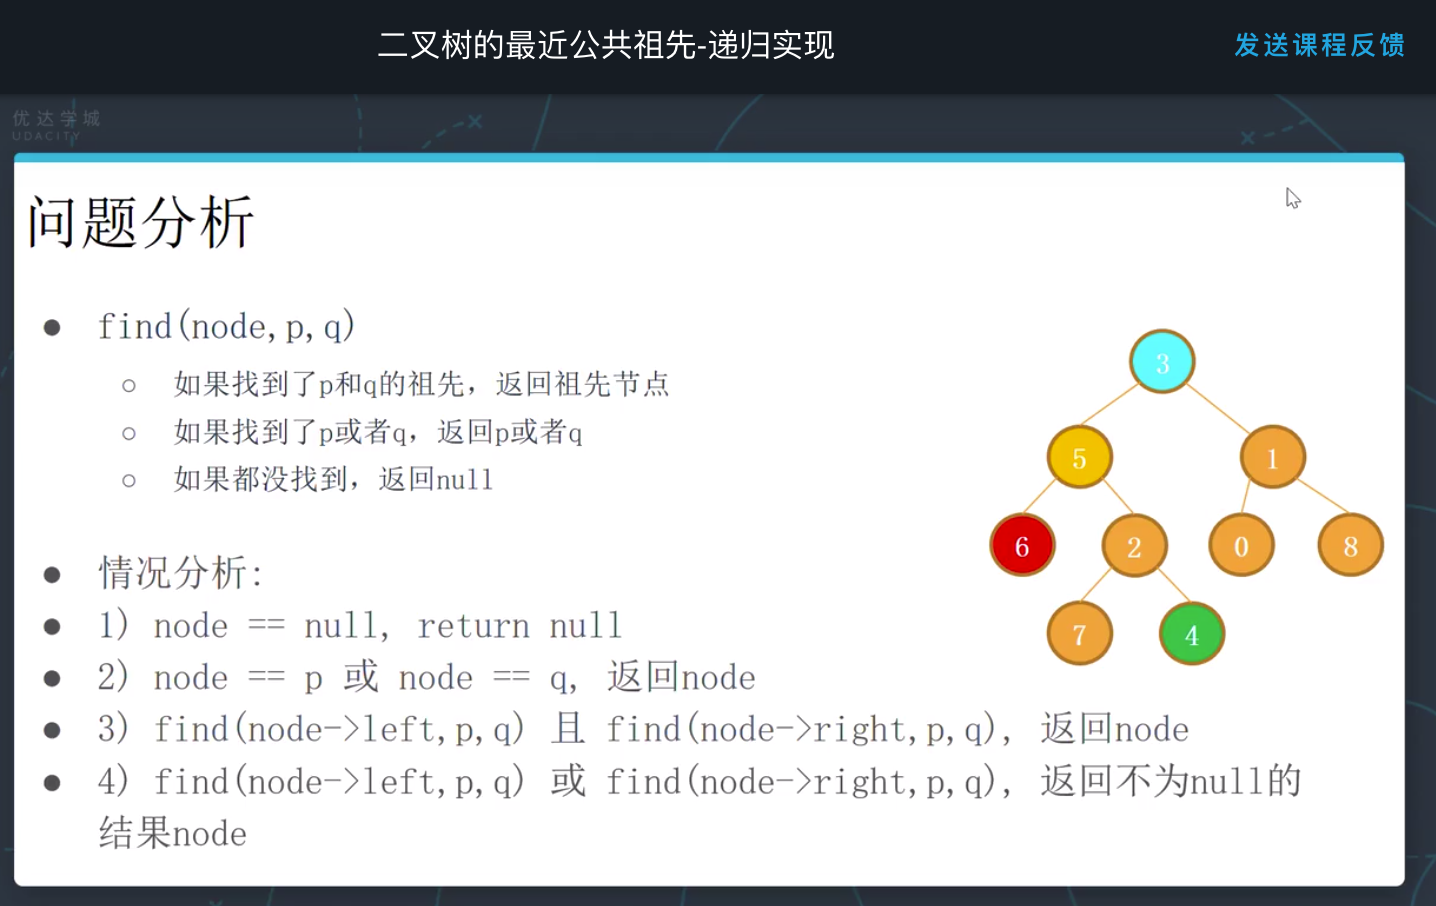 二叉树的最近公共祖先-递归实现
发送课程反馈
优达学城
UDACITY
问题分析
● find(node,p,q)
○ 如果找到了p和q的祖先，返回祖先节点
○ 如果找到了p或者q，返回p或者q
○ 如果都没找到，返回null
● 情况分析:
● 1) node == null, return null
● 2) node == p 或 node == q, 返回node
● 3) find(node->left,p,q) 且 find(node->right,p,q), 返回node
● 4) find(node->left,p,q) 或 find(node->right,p,q), 返回不为null的
结果node
3
5 1
6 2 0 8
7 4